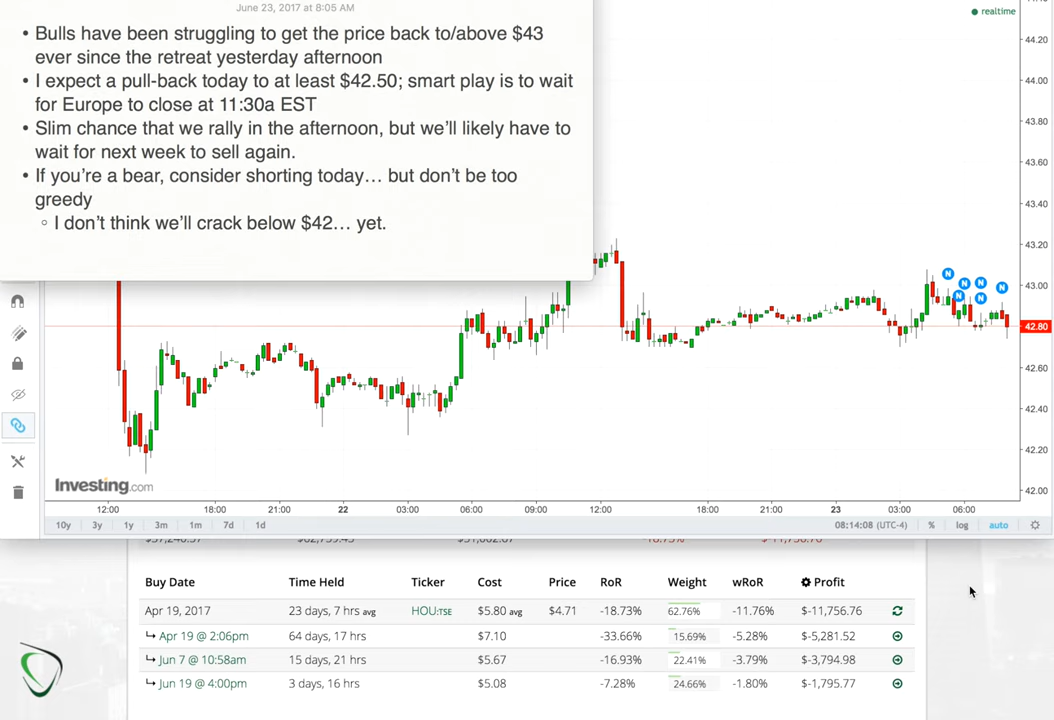 June 23, 2017 at 8:05 AM
• Bulls have been struggling to get the price back to/above $43
ever since the retreat yesterday afternoon
• I expect a pull-back today to at least $42.50; smart play is to wait
for Europe to close at 11:30a EST
• Slim chance that we rally in the afternoon, but we’ll likely have to
wait for next week to sell again.
• If you’re a bear, consider shorting today… but don’t be too
greedy
◦ I don’t think we’ll crack below $42… yet.
realtime
44.20
44.00
43.80
43.60
43.40
43.20
43.00
42.80
42.60
42.40
42.20
42.00
N N N N N N
Investing.com
12:00 18:00 21:00 22 03:00 06:00 09:00 12:00 18:00 21:00 23 03:00 06:00
10y 3y 1y 3m 1m 7d 1d 08:14:08 (UTC-4) % log auto
Buy Date Time Held Ticker Cost Price RoR Weight wRoR Profit
Apr 19, 2017 23 days, 7 hrs avg HOU:TSE $5.80 avg $4.71 -18.73% 62.76% -11.76% $-11,756.76
Apr 19 @ 2:06pm 64 days, 17 hrs $7.10 -33.66% 15.69% -5.28% $-5,281.52
Jun 7 @ 10:58am 15 days, 21 hrs $5.67 -16.93% 22.41% -3.79% $-3,794.98
Jun 19 @ 4:00pm 3 days, 16 hrs $5.08 -7.28% 24.66% -1.80% $-1,795.77